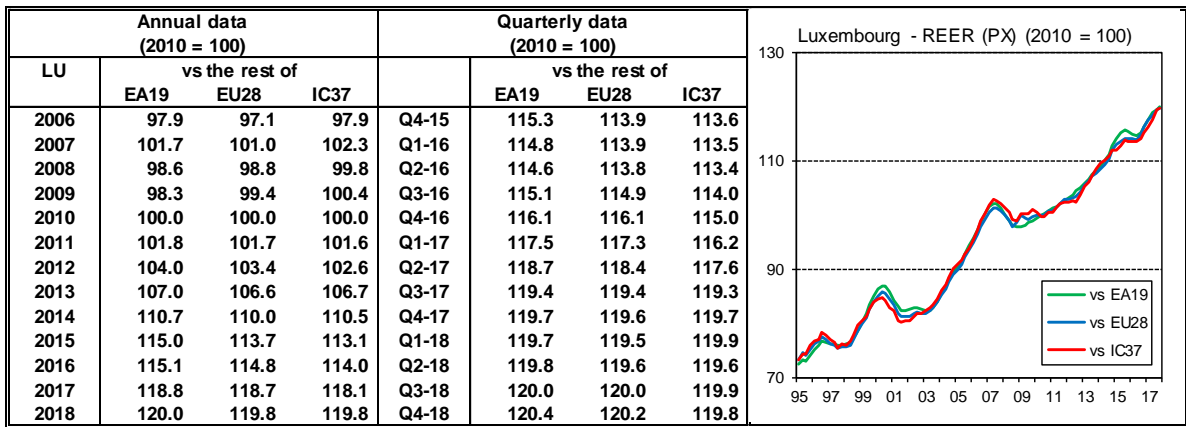 Annual data Quarterly data
(2010 = 100) (2010 = 100)
LU vs the rest of vs the rest of
EA19 EU28 IC37 EA19 EU28 IC37
2006 97.9 97.1 97.9 Q4-15 115.3 113.9 113.6
2007 101.7 101.0 102.3 Q1-16 114.8 113.9 113.5
2008 98.6 98.8 99.8 Q2-16 114.6 113.8 113.4
2009 98.3 99.4 100.4 Q3-16 115.1 114.9 114.0
2010 100.0 100.0 100.0 Q4-16 116.1 116.1 115.0
2011 101.8 101.7 101.6 Q1-17 117.5 117.3 116.2
2012 104.0 103.4 102.6 Q2-17 118.7 118.4 117.6
2013 107.0 106.6 106.7 Q3-17 119.4 119.4 119.3
2014 110.7 110.0 110.5 Q4-17 119.7 119.6 119.7
2015 115.0 113.7 113.1 Q1-18 119.7 119.5 119.9
2016 115.1 114.8 114.0 Q2-18 119.8 119.6 119.6
2017 118.8 118.7 118.1 Q3-18 120.0 120.0 119.9
2018 120.0 119.8 119.8 Q4-18 120.4 120.2 119.8
Luxembourg - REER (PX) (2010 = 100)
130
110
90
70
vs EA19
vs EU28
vs IC37
95 97 99 01 03 05 07 09 11 13 15 17